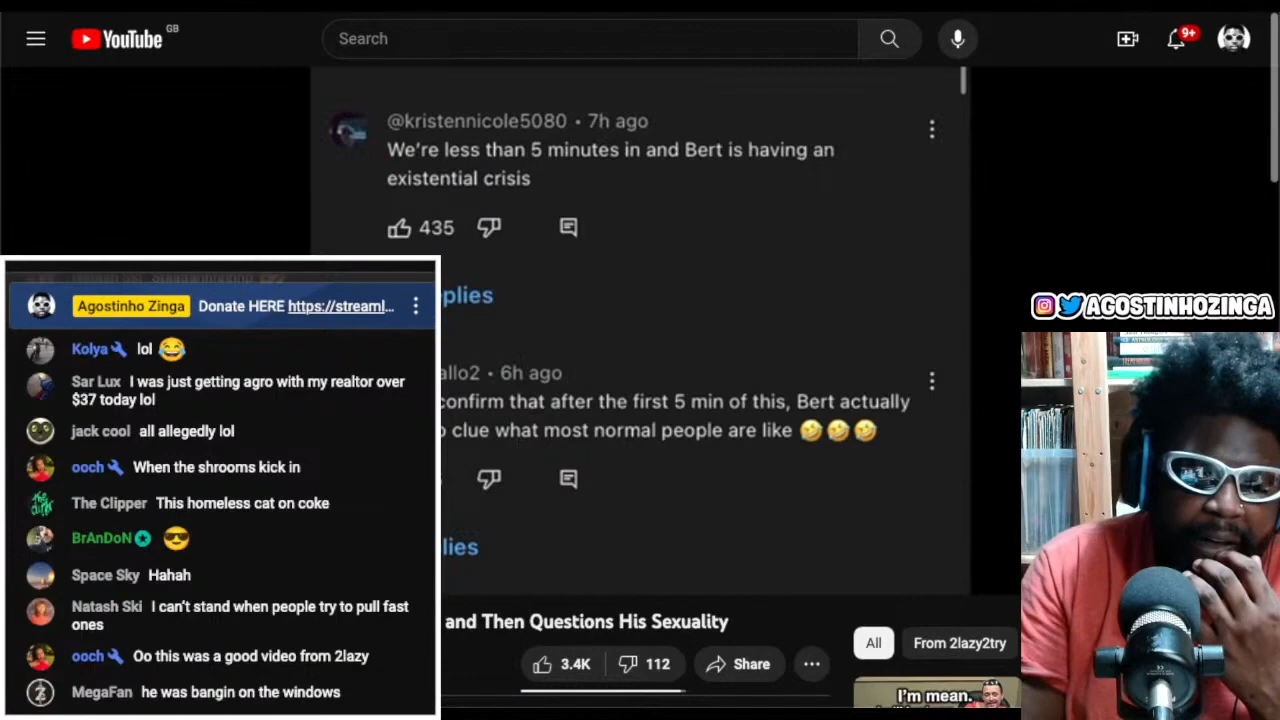 YouTube GB
Search
9+
@kristennicole5080 • 7h ago
We're less than 5 minutes in and Bert is having an
existential crisis
435
plies
allo2 • 6h ago
confirm that after the first 5 min of this, Bert actually
clue what most normal people are like 🤣🤣🤣
lies
Agostinho Zinga Donate HERE https://streaml...
Kolya lol 😂
Sar Lux I was just getting agro with my realtor over
$37 today lol
jack cool all allegedly lol
ooch When the shrooms kick in
The Clipper This homeless cat on coke
BrAnDoN 😎
Space Sky Hahah
Natash Ski I can't stand when people try to pull fast
ones
ooch Oo this was a good video from 2lazy
MegaFan he was bangin on the windows
@AGOSTINHOZINGA
and Then Questions His Sexuality
3.4K 112 Share
All From 2lazy2try
I'm mean.